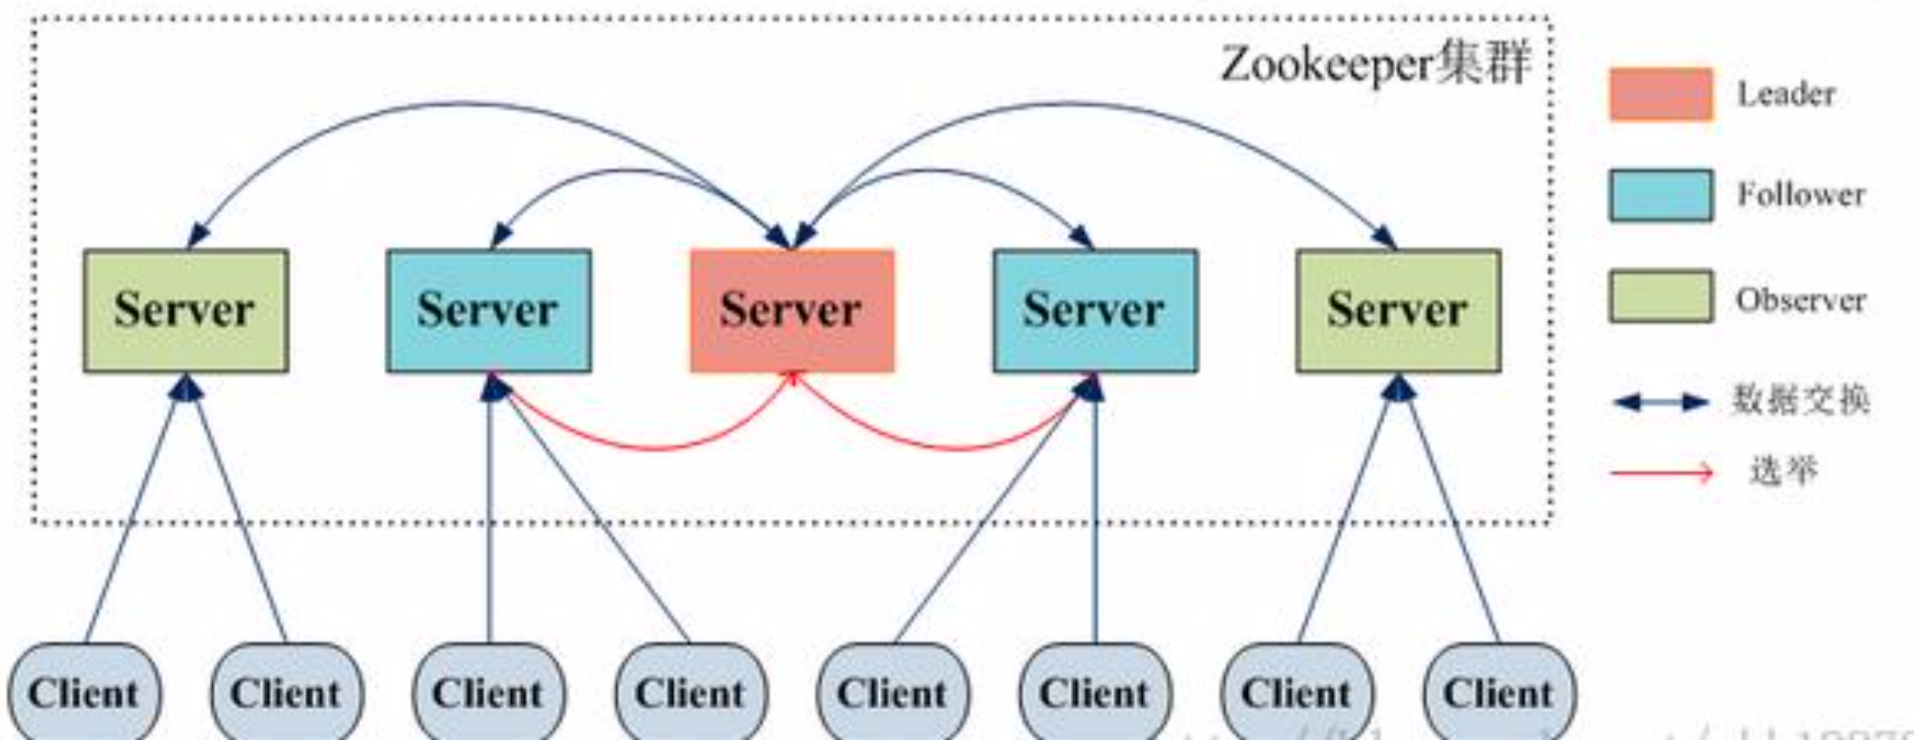 Zookeeper集群
Leader
Follower
Observer
数据交换
选举
Server Server Server Server Server
Client Client Client Client Client Client Client Client